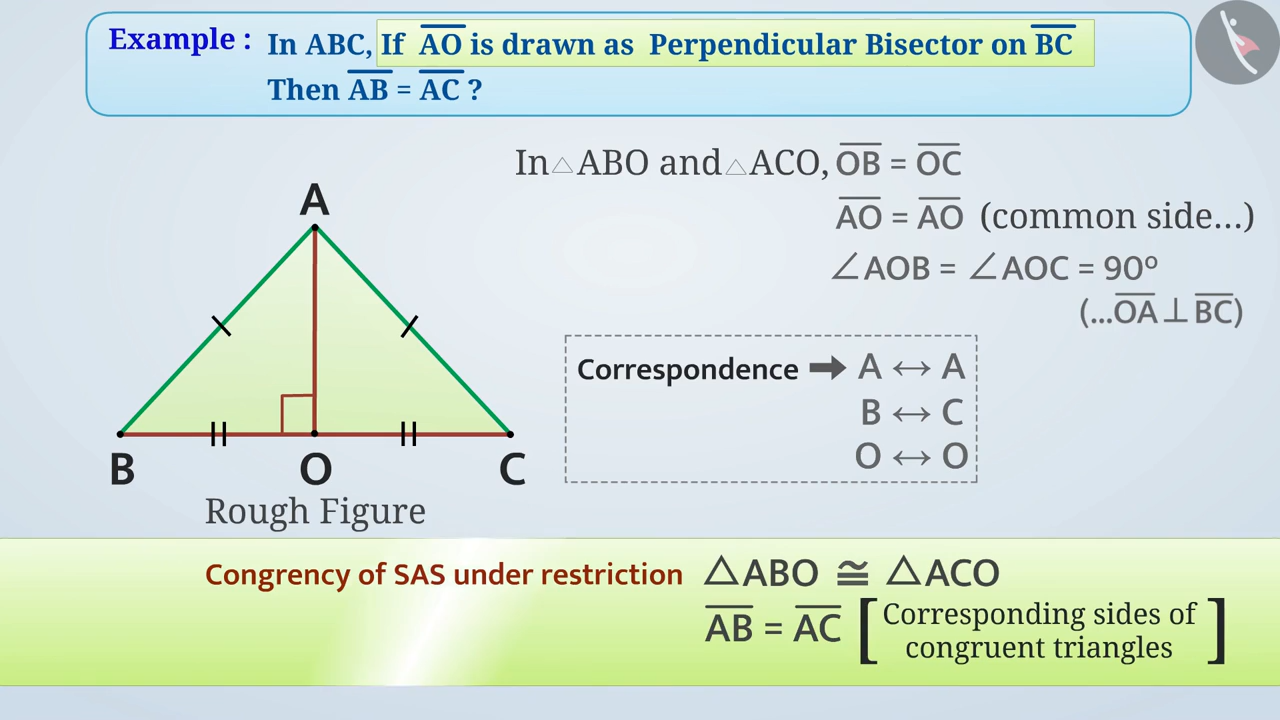 Example : In ABC, If AO is drawn as Perpendicular Bisector on BC
Then AB = AC ?
In △ABO and △ACO, OB = OC
AO = AO (common side...)
∠AOB = ∠AOC = 90º
(...OA ⊥ BC)
A
B
O
C
Rough Figure
Correspondence ➡ A ↔ A
B ↔ C
O ↔ O
Congrency of SAS under restriction △ABO ≅ △ACO
AB = AC [Corresponding sides of
congruent triangles]